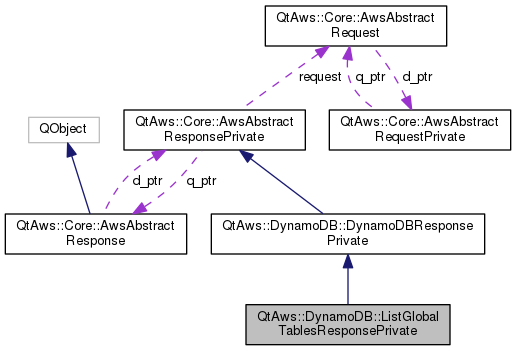 QtAws::Core::AwsAbstract
Request
request
q_ptr
d_ptr
QObject
QtAws::Core::AwsAbstract
ResponsePrivate
QtAws::Core::AwsAbstract
RequestPrivate
d_ptr
q_ptr
QtAws::Core::AwsAbstract
Response
QtAws::DynamoDB::DynamoDBResponse
Private
QtAws::DynamoDB::ListGlobal
TablesResponsePrivate